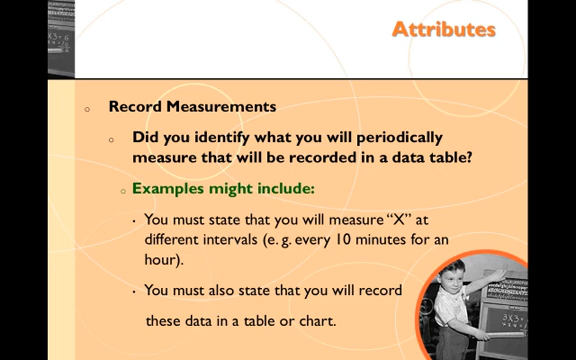 Attributes
Record Measurements
Did you identify what you will periodically
measure that will be recorded in a data table?
Examples might include:
You must state that you will measure “X” at
different intervals (e. g. every 10 minutes for an
hour).
You must also state that you will record
these data in a table or chart.